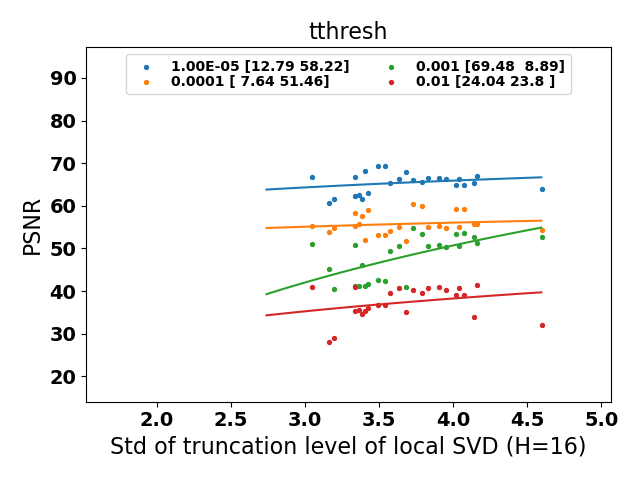 tthresh
1.00E-05 [12.79 58.22]
0.0001 [ 7.64 51.46]
0.001 [69.48  8.89]
0.01 [24.04 23.8 ]
PSNR
90
80
70
60
50
40
30
20
2.0 2.5 3.0 3.5 4.0 4.5 5.0
Std of truncation level of local SVD (H=16)